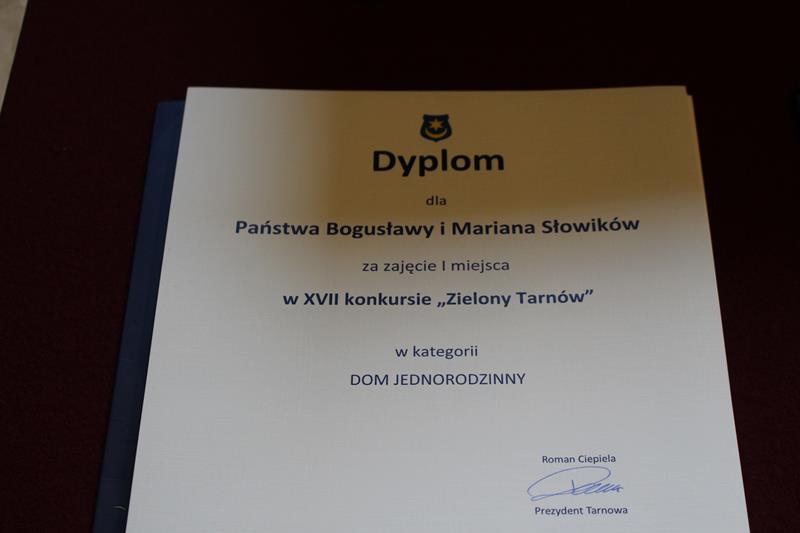 Dyplom
dla
Państwa Bogusławy i Mariana Słowików
za zajęcie I miejsca
w XVII konkursie „Zielony Tarnów”
w kategorii
DOM JEDNORODZINNY
Roman Ciepiela
Prezydent Tarnowa